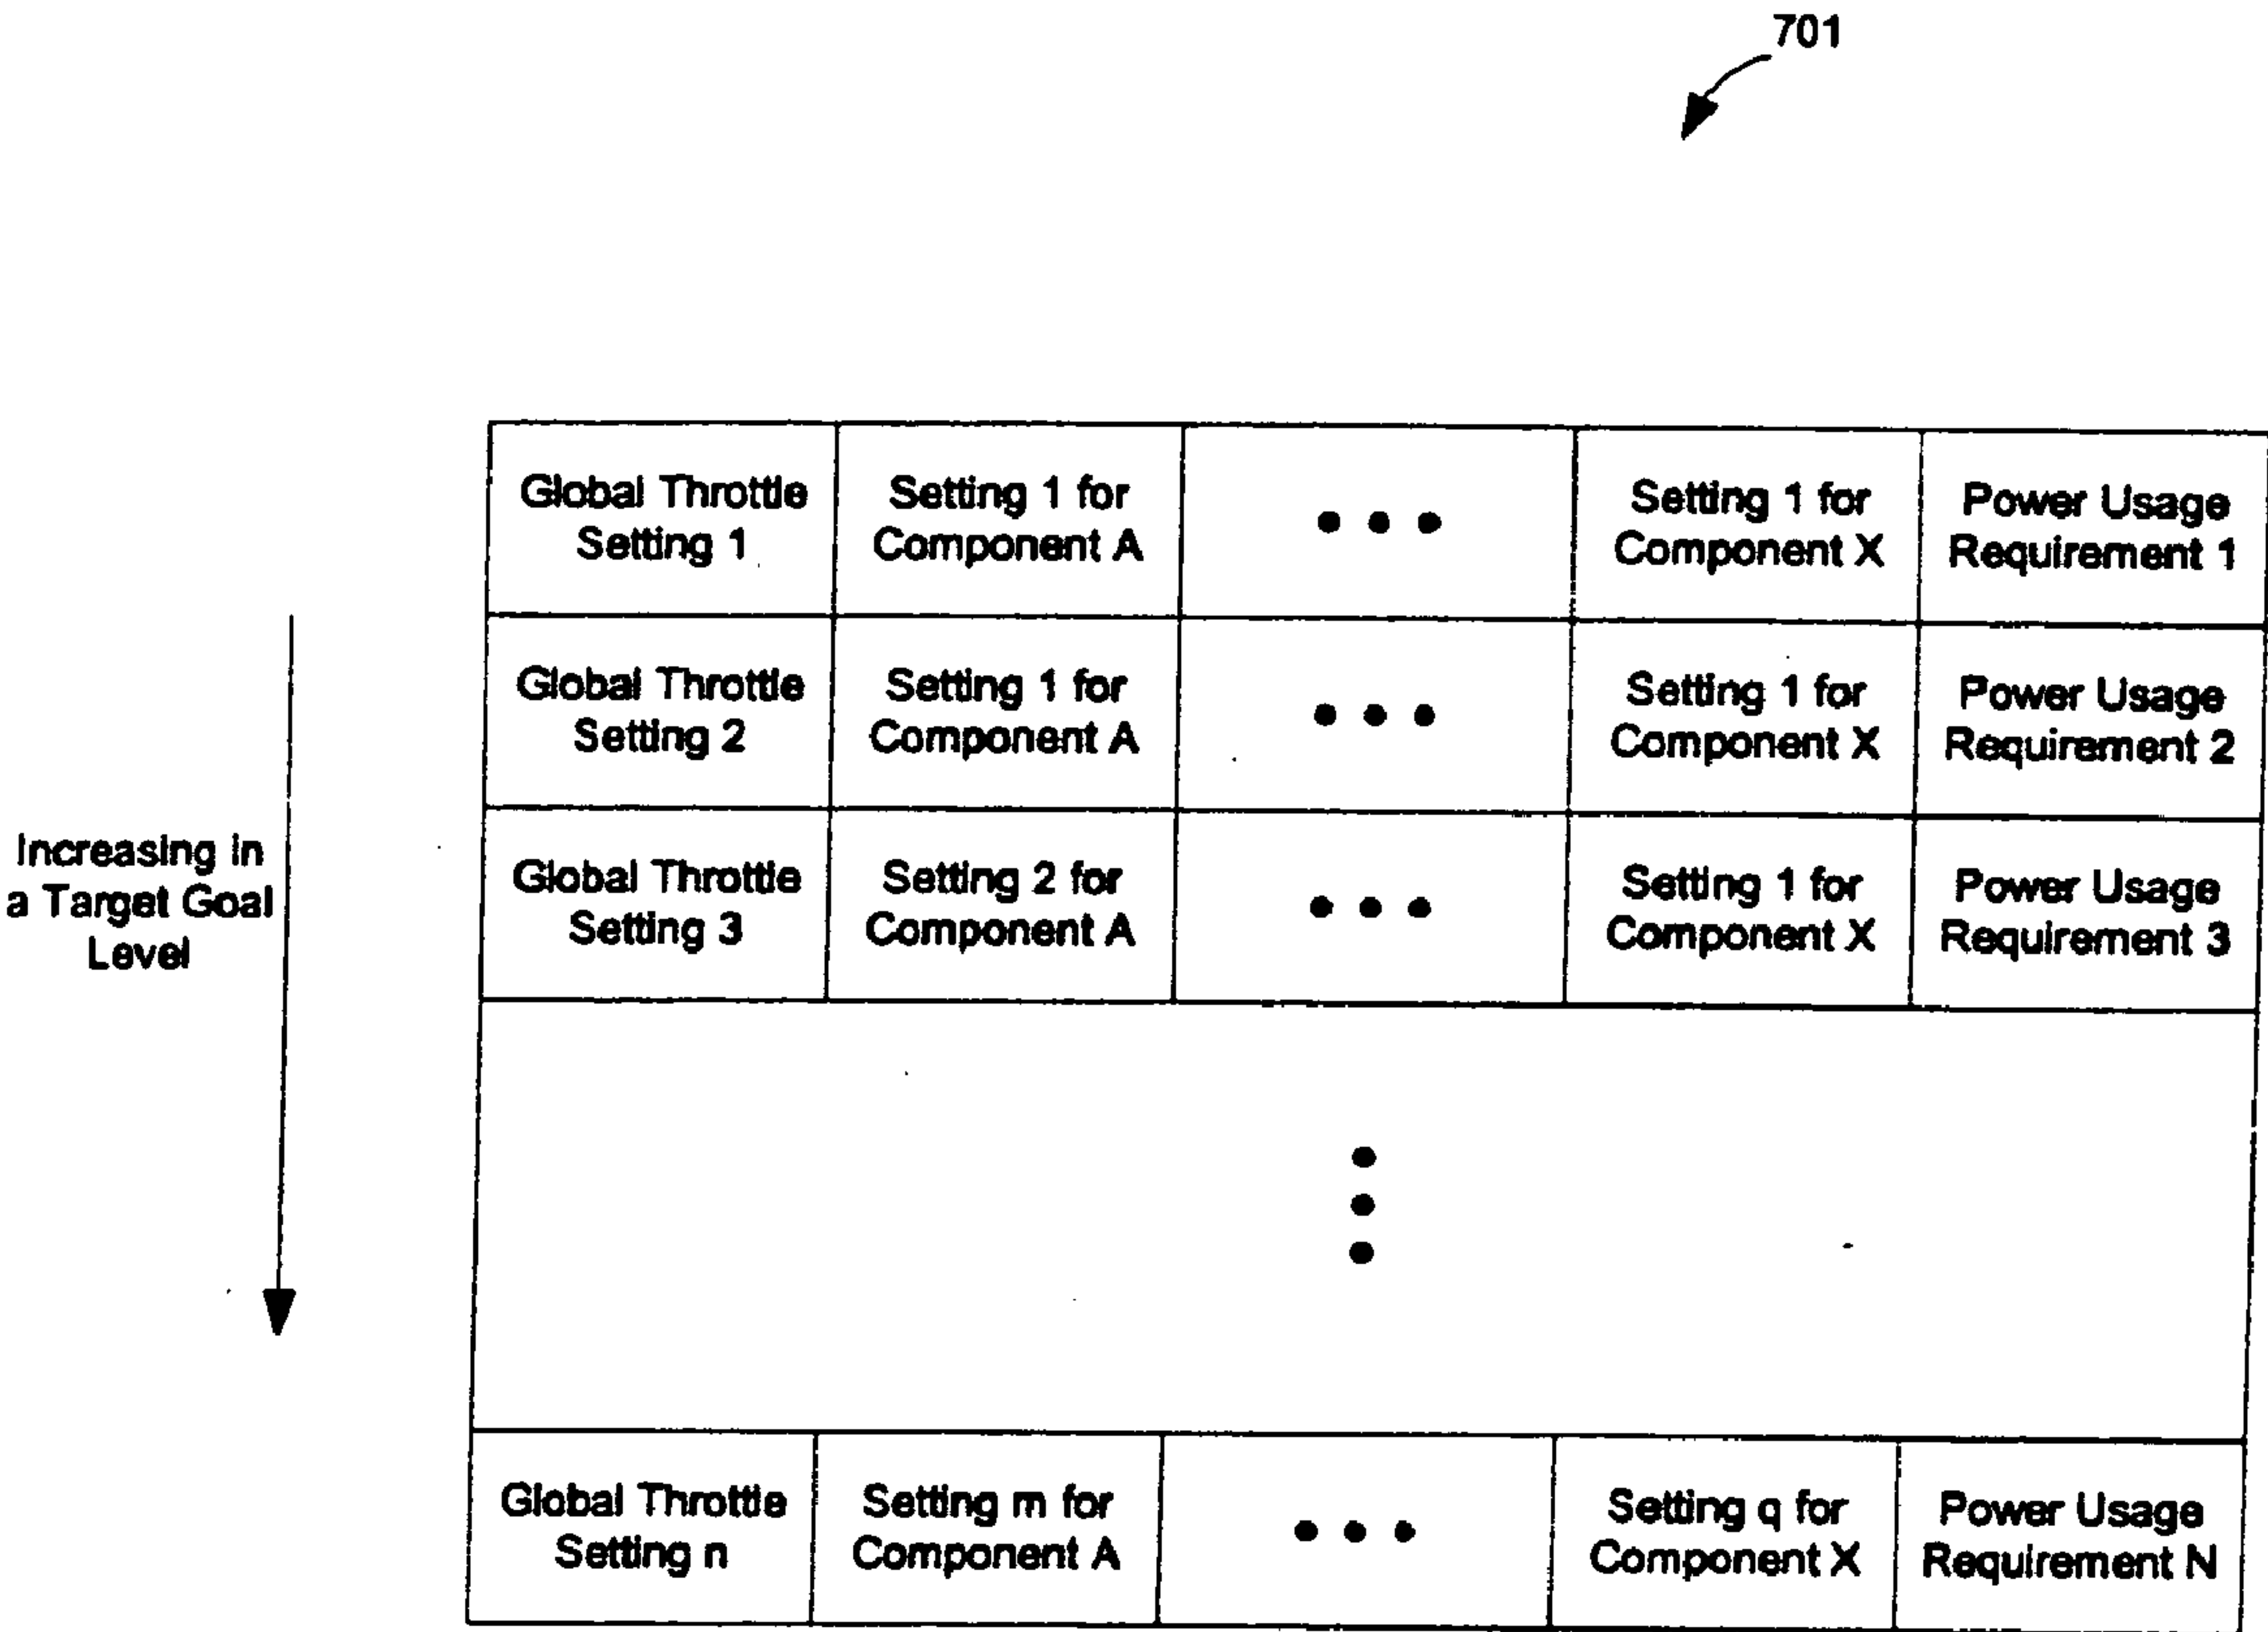 701
Global Throttle
Setting 1
Setting 1 for
Component A
Setting 1 for
Component X
Power Usage
Requirement 1
Global Throttle
Setting 2
Setting 1 for
Component A
Setting 1 for
Component X
Power Usage
Requirement 2
Increasing in
a Target Goal
Level
Global Throttle
Setting 3
Setting 2 for
Component A
Setting 1 for
Component X
Power Usage
Requirement 3
Global Throttle
Setting n
Setting m for
Component A
Setting q for
Component X
Power Usage
Requirement N